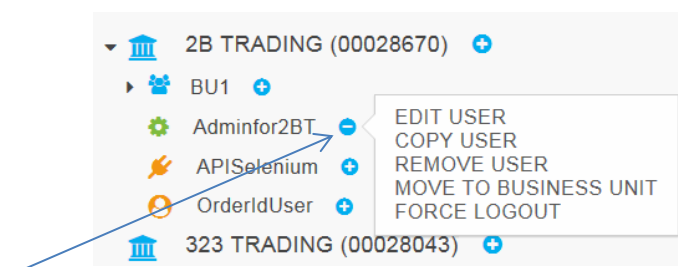 2B TRADING (00028670)
BU1
Adminfor2BT
EDIT USER
COPY USER
REMOVE USER
MOVE TO BUSINESS UNIT
FORCE LOGOUT
APISelenium
OrderIdUser
323 TRADING (00028043)